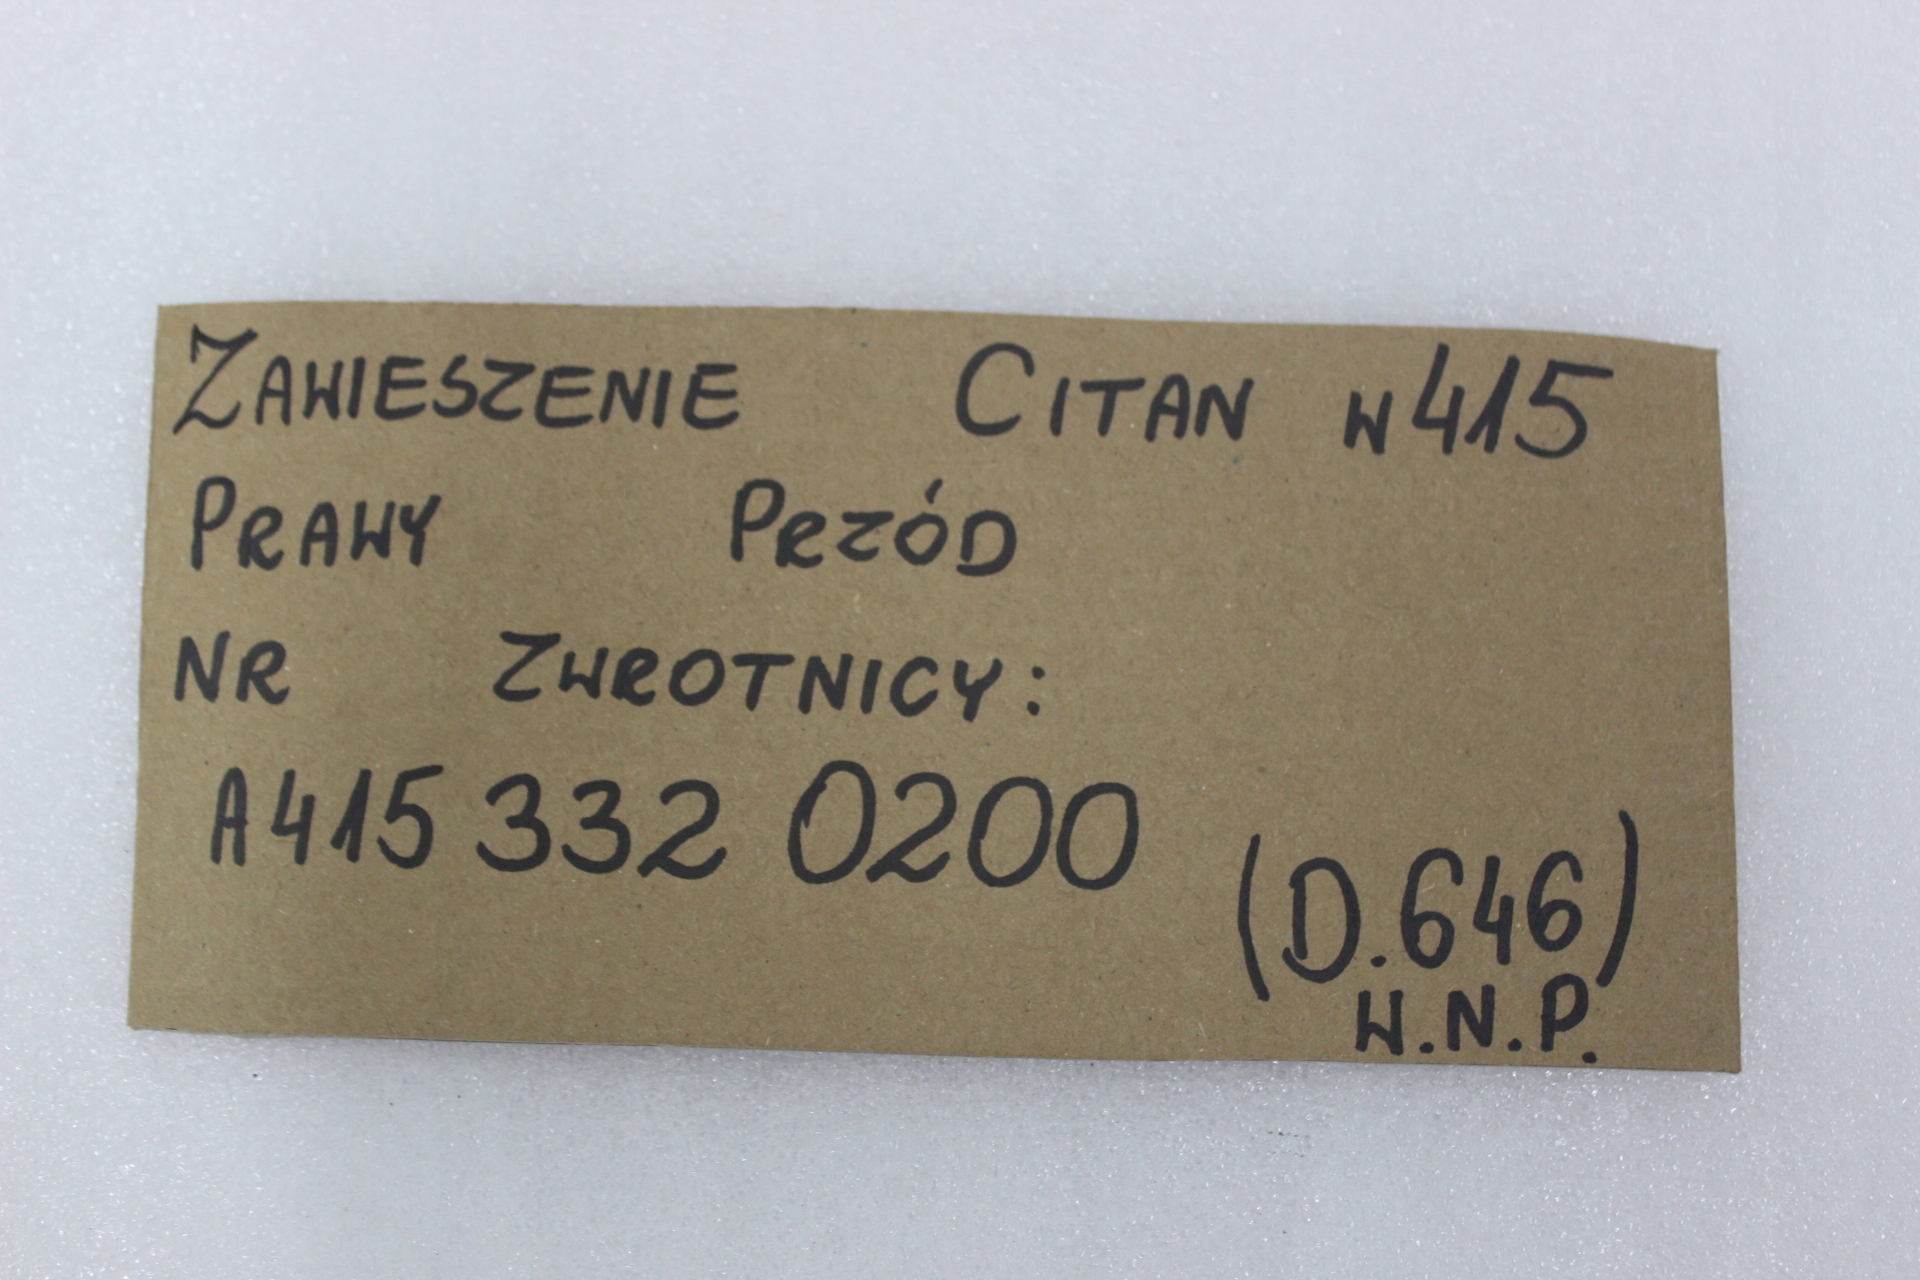 ZAWIESZENIE CITAN W415
PRAWY PRZÓD
NR ZWROTNICY:
A415 332 0200
(D.646)
W.N.P.